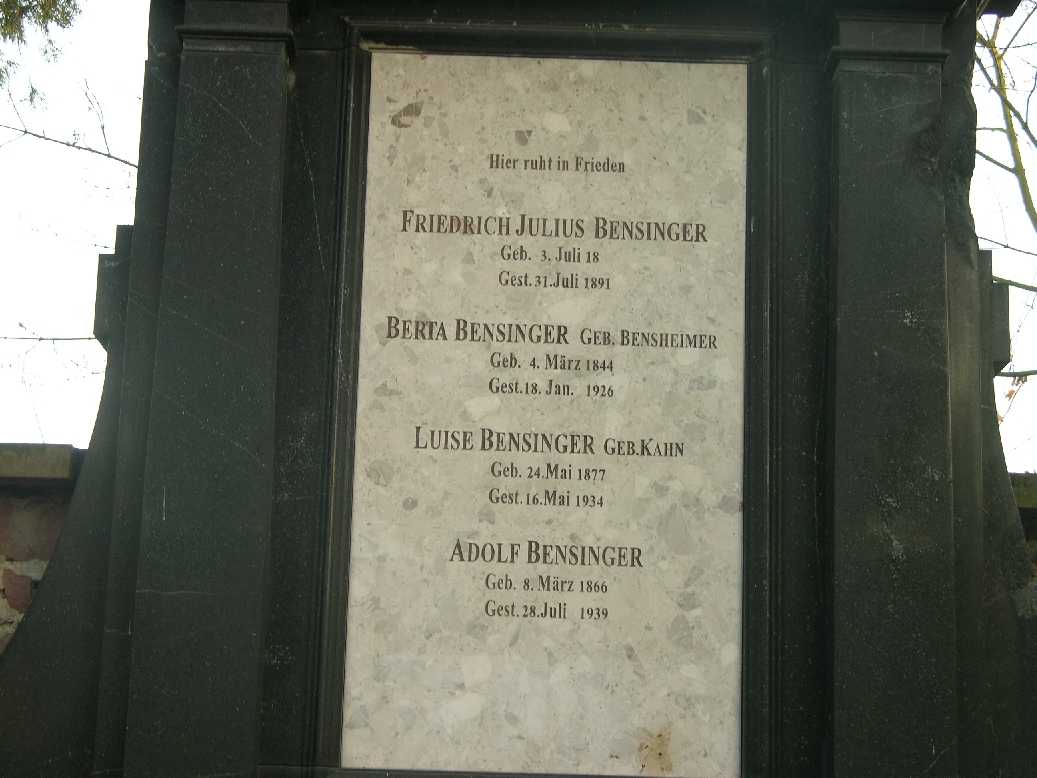 Hier ruht in Frieden
FRIEDRICH JULIUS BENSINGER
Geb. 3. Juli 18
Gest. 31. Juli 1891
BERTA BENSINGER GEB. BENSHEIMER
Geb. 4. März 1844
Gest. 18. Jan. 1926
LUISE BENSINGER GEB. KAHN
Geb. 24. Mai 1877
Gest. 16. Mai 1934
ADOLF BENSINGER
Geb. 8. März 1866
Gest. 28. Juli 1939